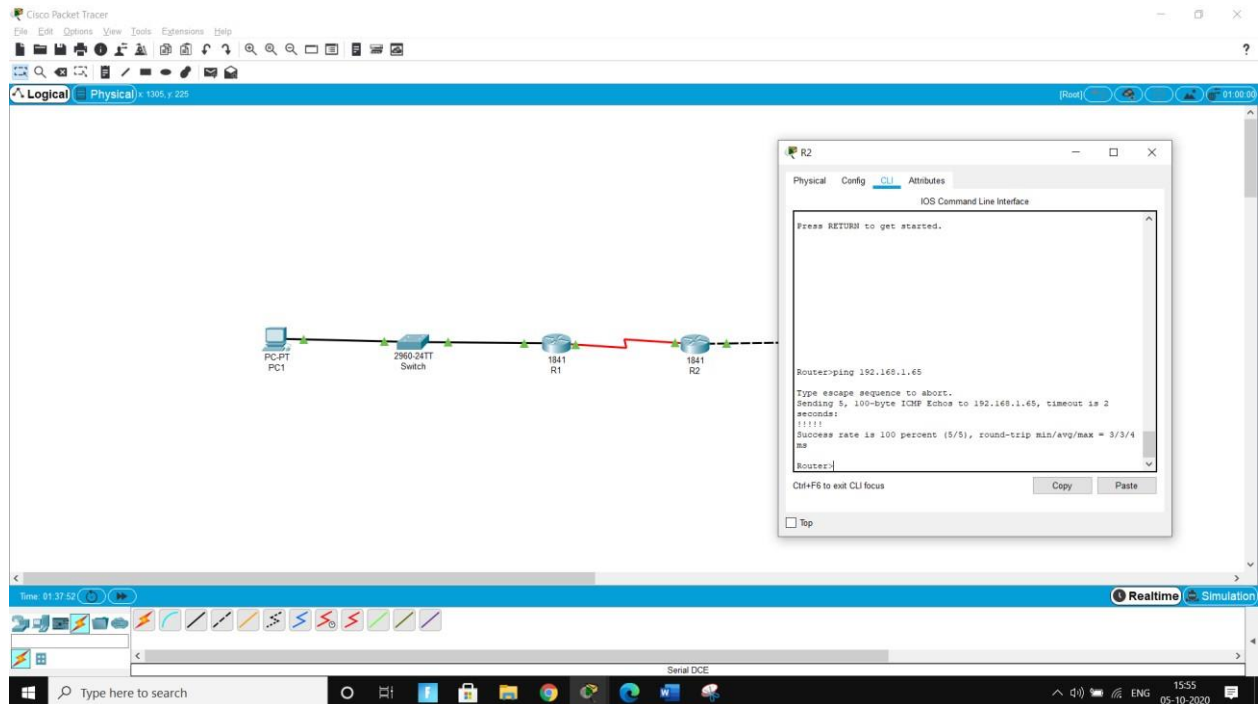 Cisco Packet Tracer
File Edit Options View Tools Extensions Help
?
Logical Physical x: 1305, y: 225 [Root] 01:00:00
R2
Physical Config CLI Attributes
IOS Command Line Interface
Press RETURN to get started.
Router>ping 192.168.1.65
Type escape sequence to abort.
Sending 5, 100-byte ICMP Echos to 192.168.1.65, timeout is 2
seconds:
!!!!!
Success rate is 100 percent (5/5), round-trip min/avg/max = 3/3/4
ms
Router>
Ctrl+F6 to exit CLI focus Copy Paste
Top
PC-PT
PC1
2960-24TT
Switch
1841
R1
1841
R2
Time: 01:37:52 Realtime Simulation
Serial DCE
Type here to search
ENG 15:55
05-10-2020